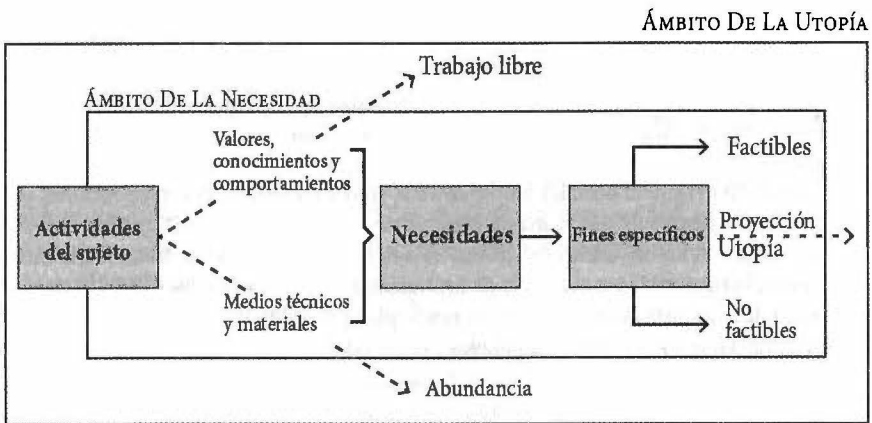 ÁMBITO DE LA UTOPÍA
Trabajo libre
ÁMBITO DE LA NECESIDAD
Valores,
conocimientos y
comportamientos
Factibles
Actividades
del sujeto
Necesidades
Fines específicos
Proyección
Utopía
Medios técnicos
y materiales
No
factibles
Abundancia